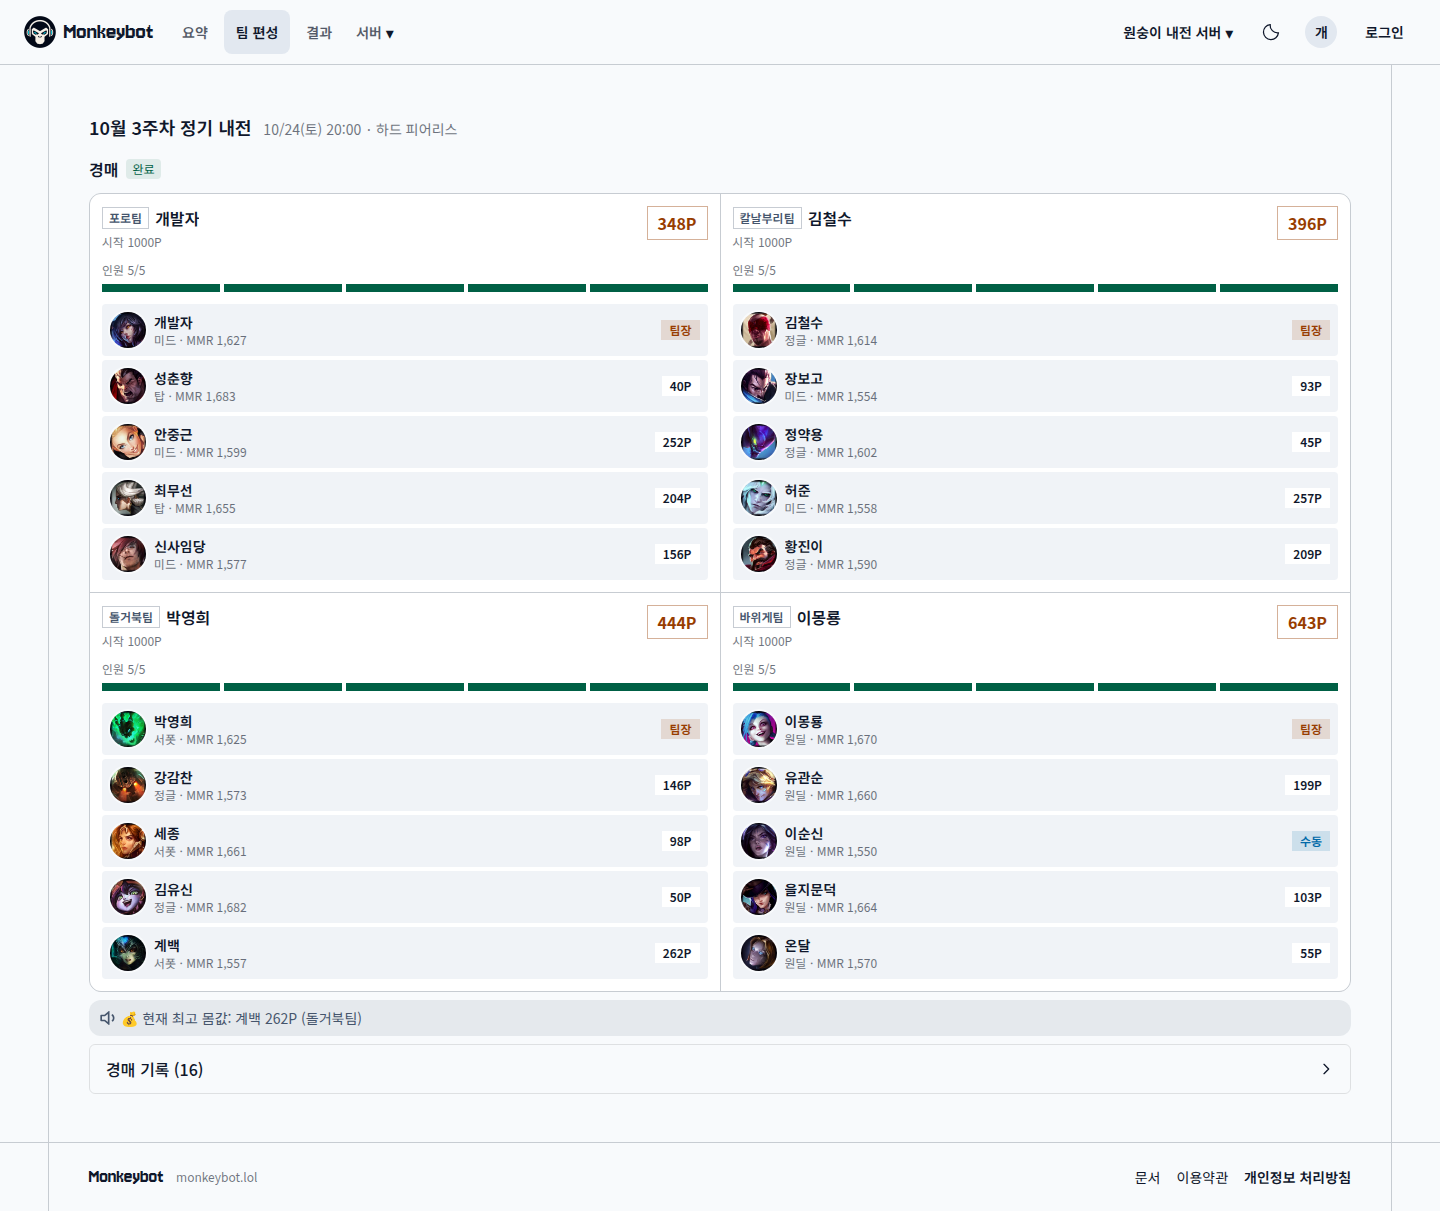 Monkeybot 요약 팀 편성 결과 서버 ▾ 원숭이 내전 서버 ▾ 개 로그인
10월 3주차 정기 내전 10/24(토) 20:00 · 하드 피어리스
경매 완료
포로팀 개발자 348P
시작 1000P
인원 5/5
개발자
미드 · MMR 1,627
팀장
성춘향
탑 · MMR 1,683
40P
안중근
미드 · MMR 1,599
252P
최무선
탑 · MMR 1,655
204P
신사임당
미드 · MMR 1,577
156P
칼날부리팀 김철수 396P
시작 1000P
인원 5/5
김철수
정글 · MMR 1,614
팀장
장보고
미드 · MMR 1,554
93P
정약용
정글 · MMR 1,602
45P
허준
미드 · MMR 1,558
257P
황진이
정글 · MMR 1,590
209P
돌거북팀 박영희 444P
시작 1000P
인원 5/5
박영희
서폿 · MMR 1,625
팀장
강감찬
정글 · MMR 1,573
146P
세종
서폿 · MMR 1,661
98P
김유신
정글 · MMR 1,682
50P
계백
서폿 · MMR 1,557
262P
바위게팀 이몽룡 643P
시작 1000P
인원 5/5
이몽룡
원딜 · MMR 1,670
팀장
유관순
원딜 · MMR 1,660
199P
이순신
원딜 · MMR 1,550
수동
을지문덕
원딜 · MMR 1,664
103P
온달
원딜 · MMR 1,570
55P
💰 현재 최고 몸값: 계백 262P (돌거북팀)
경매 기록 (16)
Monkeybot monkeybot.lol 문서 이용약관 개인정보 처리방침